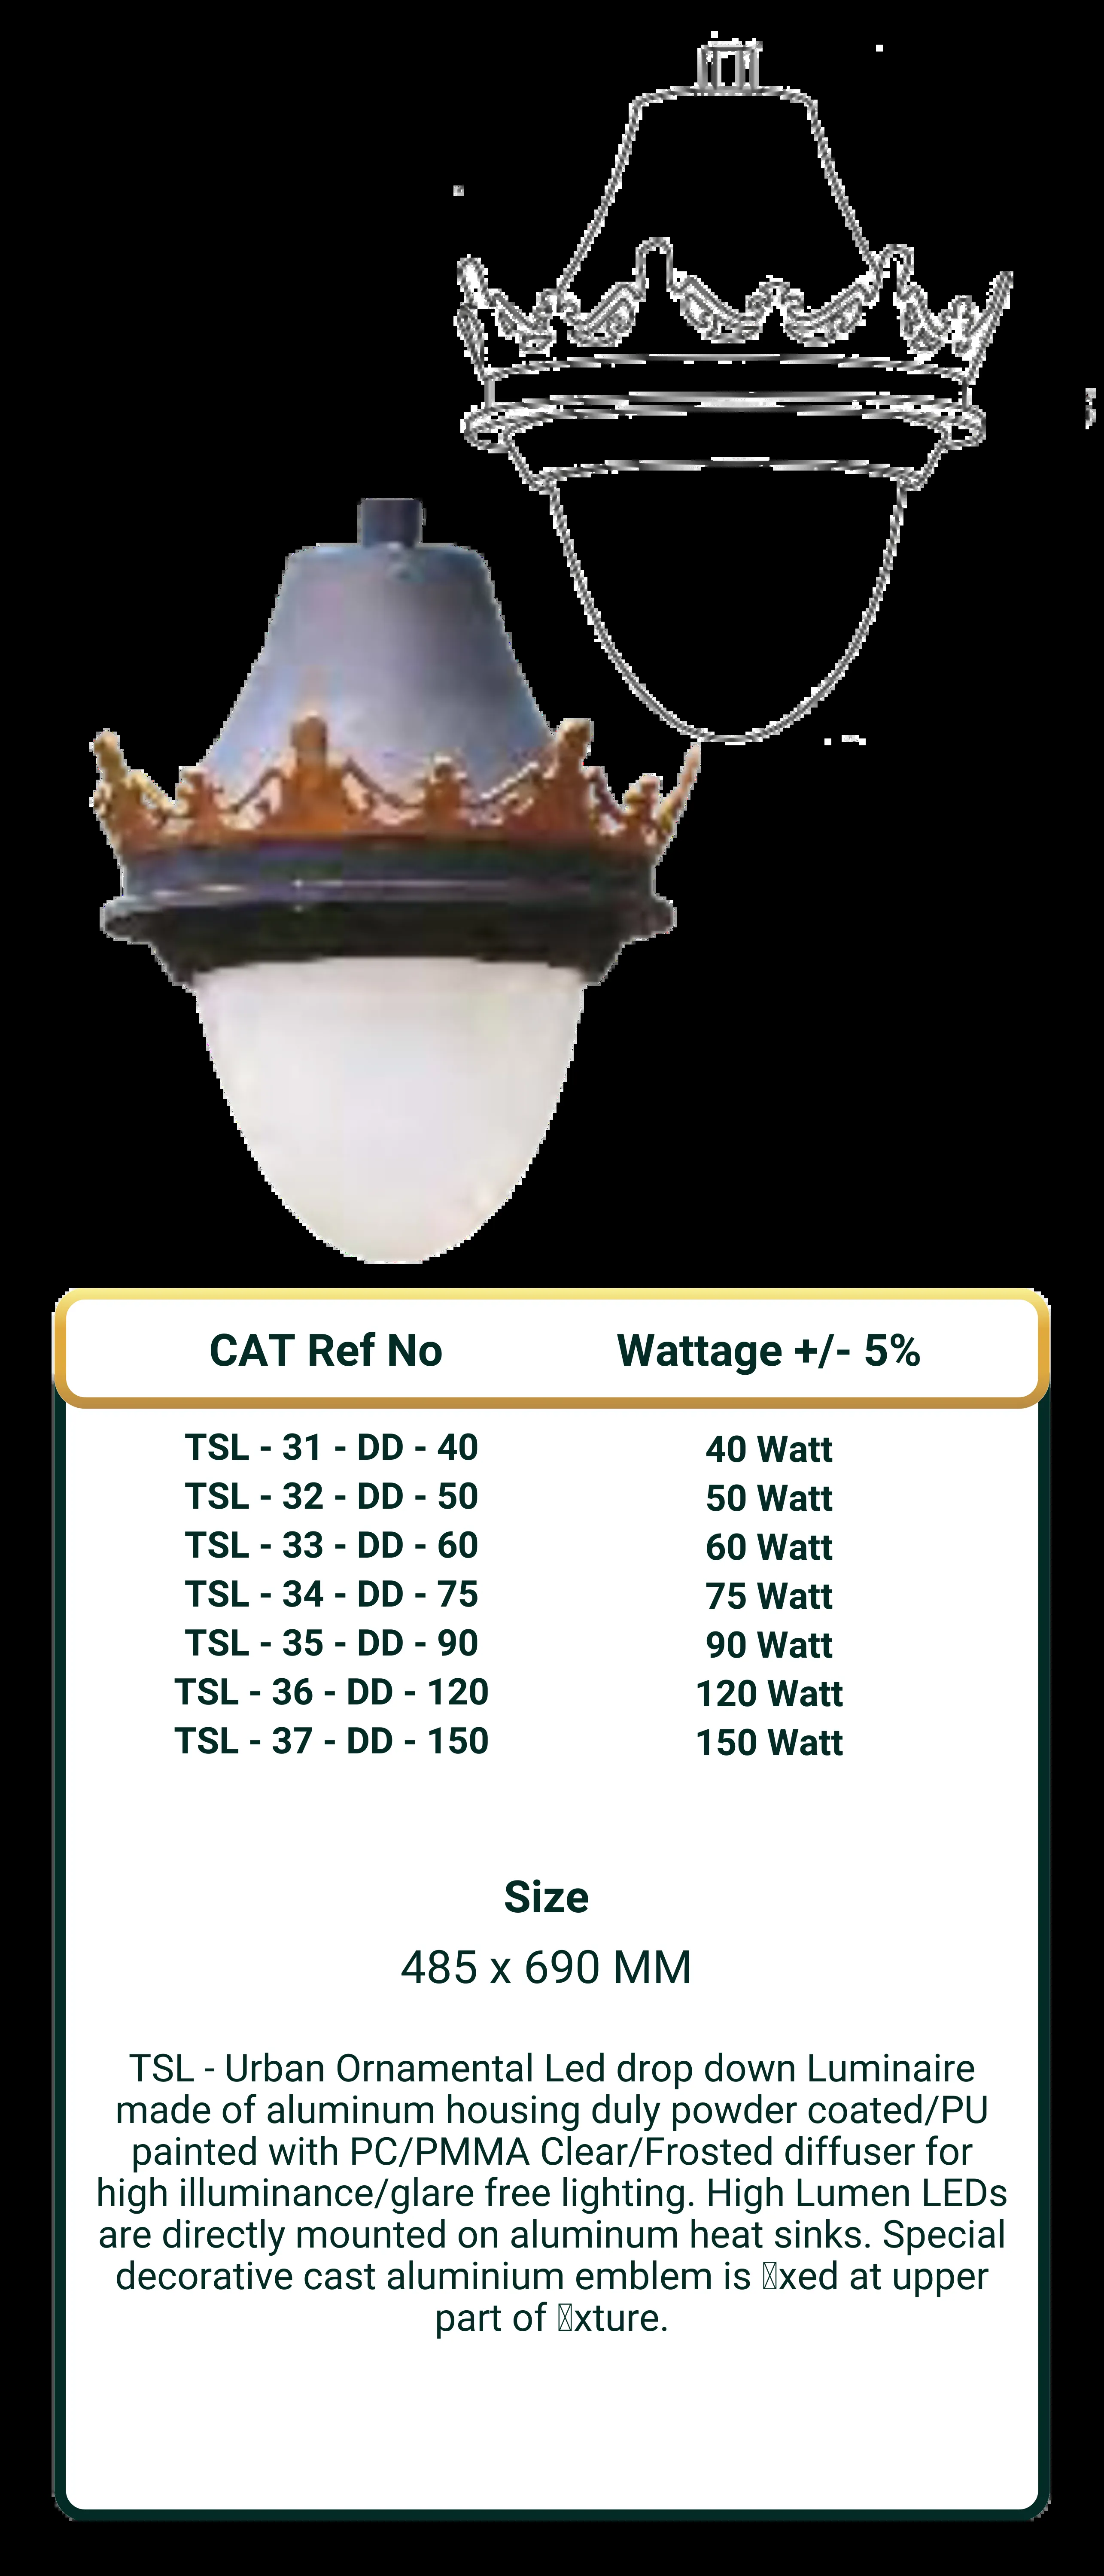 CAT Ref No Wattage +/- 5%
TSL - 31 - DD - 40 40 Watt
TSL - 32 - DD - 50 50 Watt
TSL - 33 - DD - 60 60 Watt
TSL - 34 - DD - 75 75 Watt
TSL - 35 - DD - 90 90 Watt
TSL - 36 - DD - 120 120 Watt
TSL - 37 - DD - 150 150 Watt
Size
485 x 690 MM
TSL - Urban Ornamental Led drop down Luminaire
made of aluminum housing duly powder coated/PU
painted with PC/PMMA Clear/Frosted diffuser for
high illuminance/glare free lighting. High Lumen LEDs
are directly mounted on aluminum heat sinks. Special
decorative cast aluminium emblem is xed at upper
part of xture.